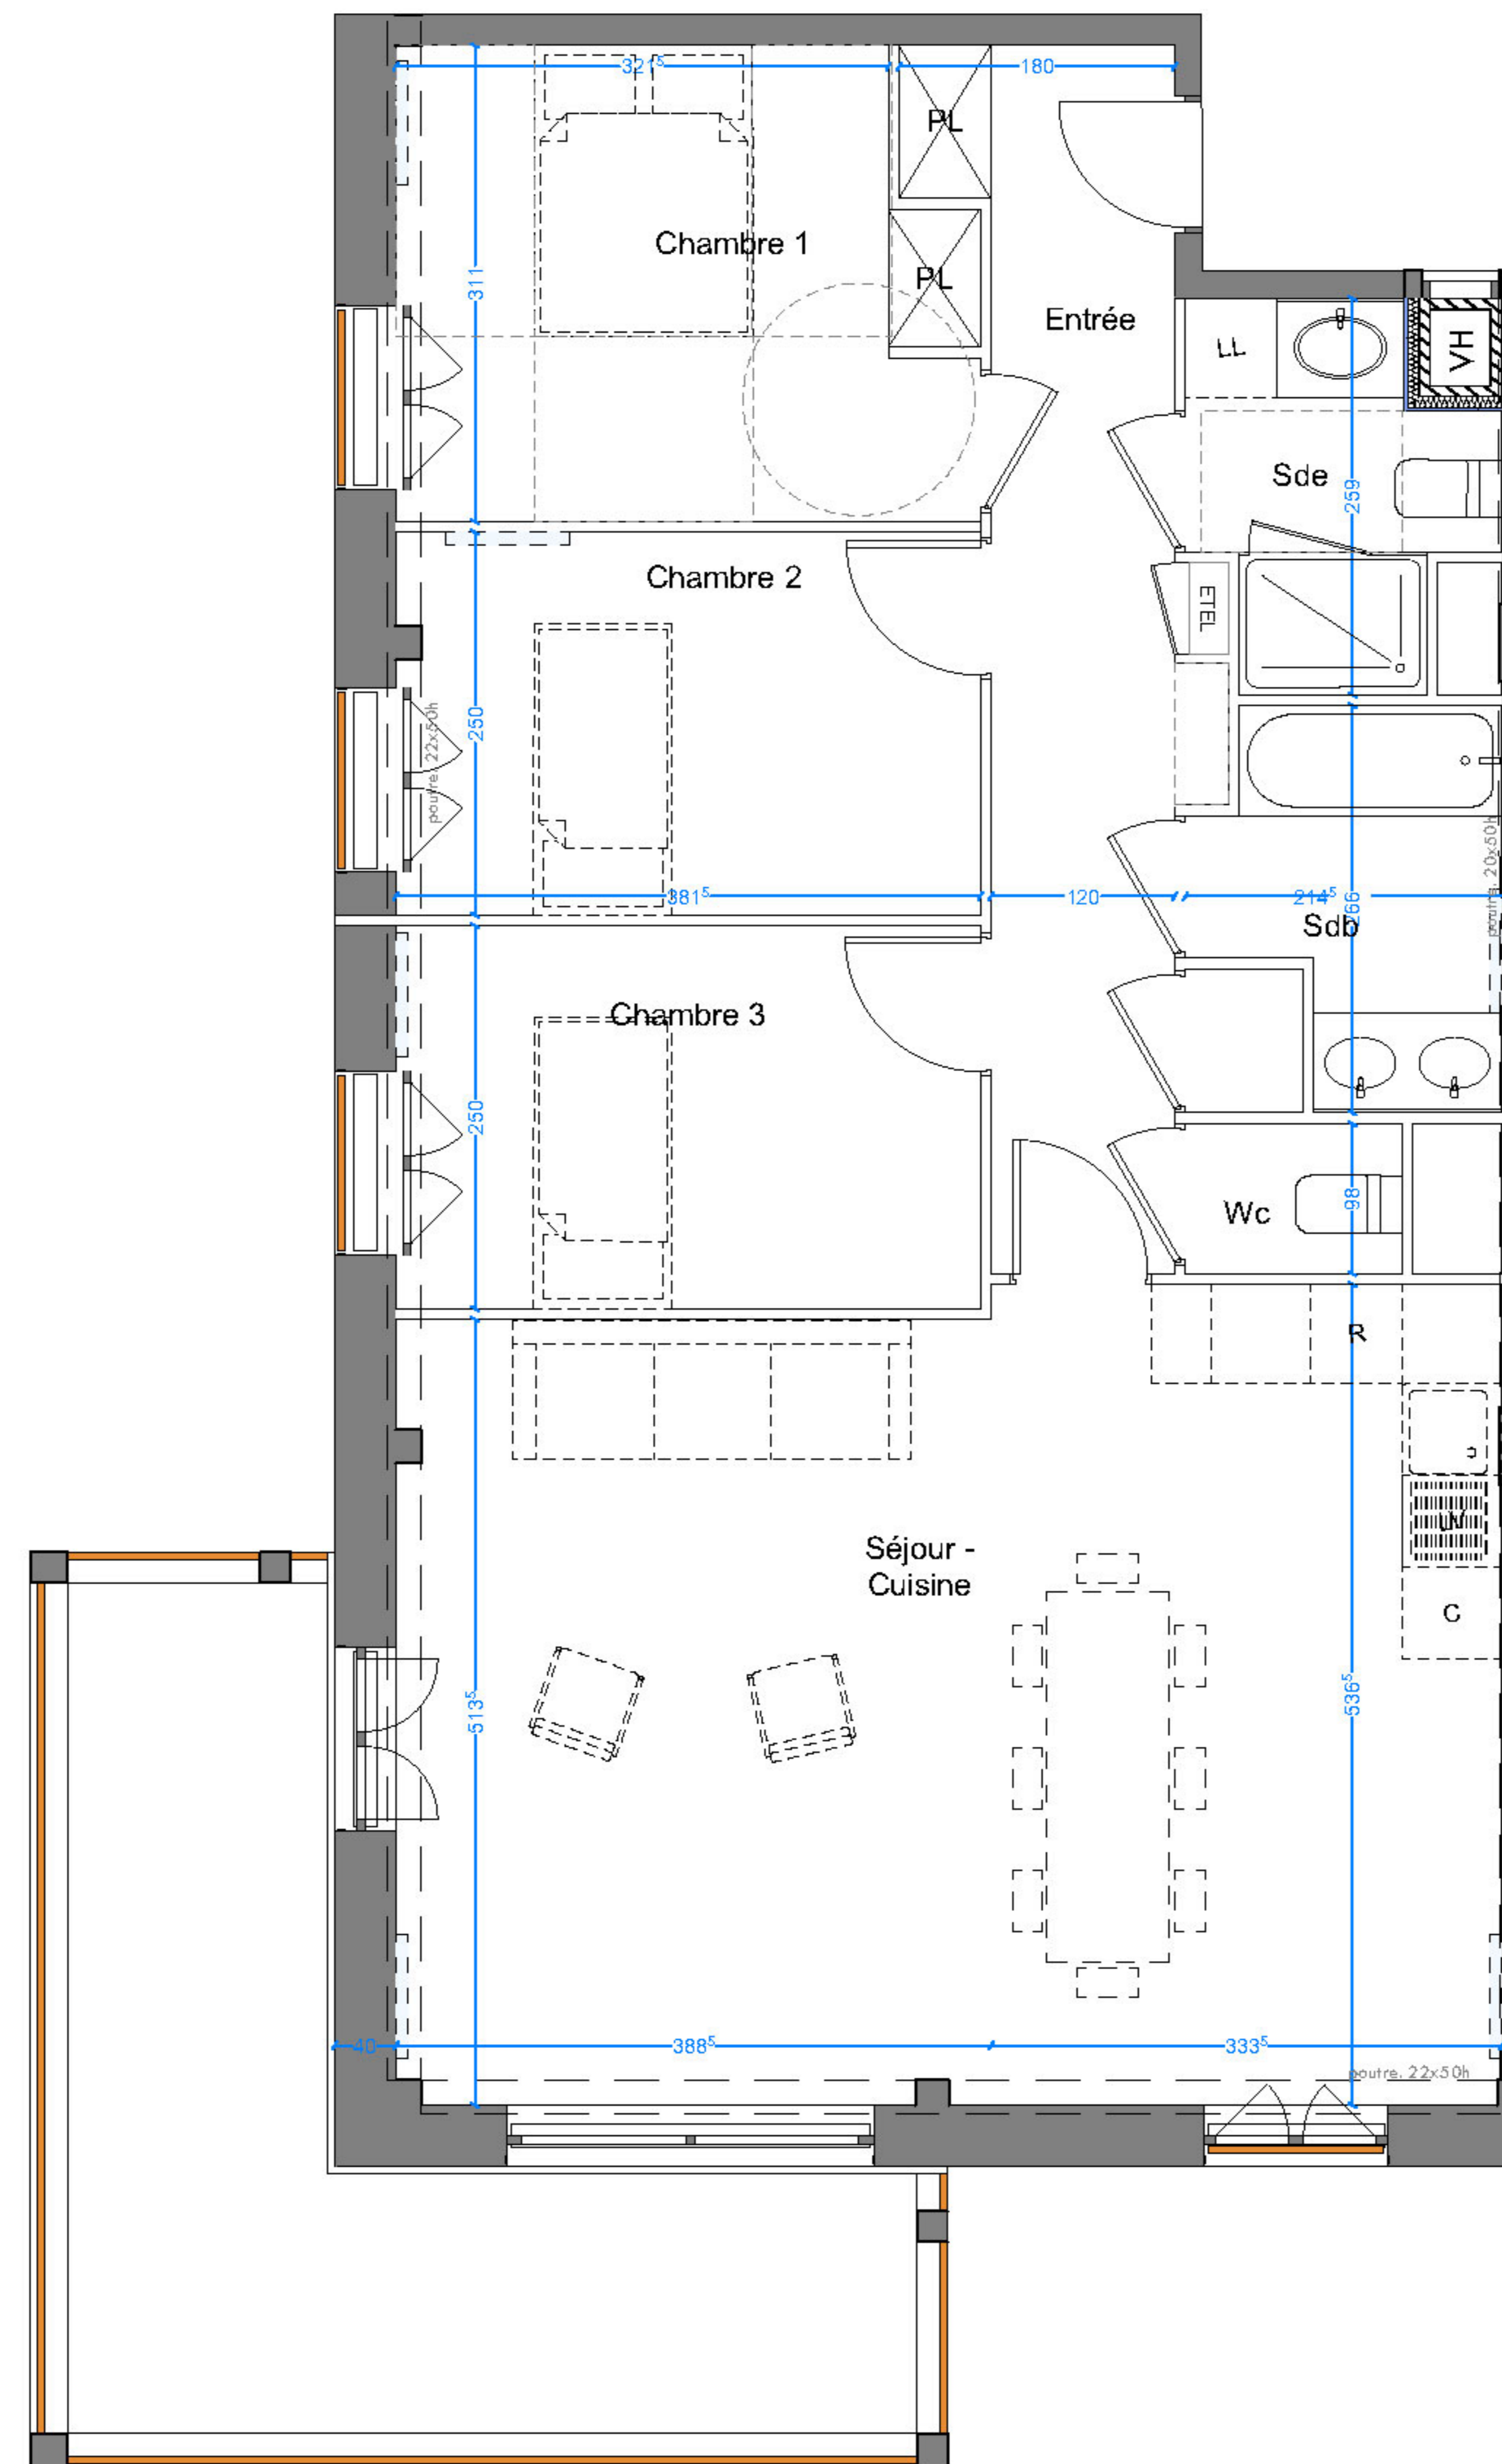 321⁵
180
PL
Chambre 1
311
PL
Entrée
LL
VH
Sde
259
Chambre 2
ETEL
250
poutre. 22x50h
poutre. 20x50h
381⁵
120
214⁵
266
Sdb
Chambre 3
250
Wc
98
R
Séjour -
Cuisine
LV
C
513⁵
536⁵
40
388⁵
333⁵
poutre. 22x50h